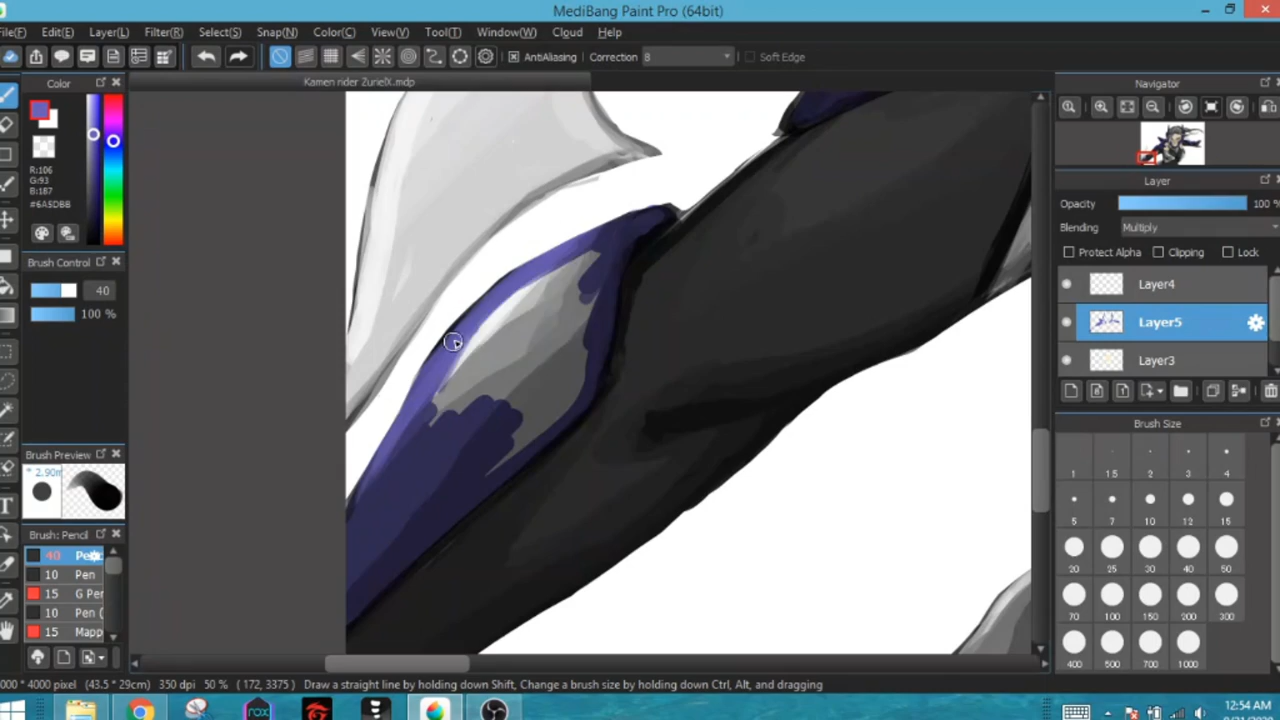 MediBang Paint Pro (64bit)
File(F) Edit(E) Layer(L) Filter(R) Select(S) Snap(N) Color(C) View(V) Tool(T) Window(W) Cloud Help
AntiAliasing Correction 8 Soft Edge
Color
Kamen rider ZurielX.mdp
Navigator
R:106
G:93
B:187
#6A5DBB
Brush Control
40
100 %
Layer
Opacity 100 %
Blending Multiply
Protect Alpha Clipping Lock
Layer4
Layer5
Layer3
Brush Size
1 1.5 2 3 4
5 7 10 12 15
20 25 30 40 50
70 100 150 200 300
400 500 700 1000
Brush Preview
Brush: Pencil
40
10 Pen
15 G Pen
10 Pen (
15 Mapp
000 * 4000 pixel (43.5 * 29cm) 350 dpi 50 % ( 172, 3375 ) Draw a straight line by holding down Shift, Change a brush size by holding down Ctrl, Alt, and dragging
rox
12:54 AM